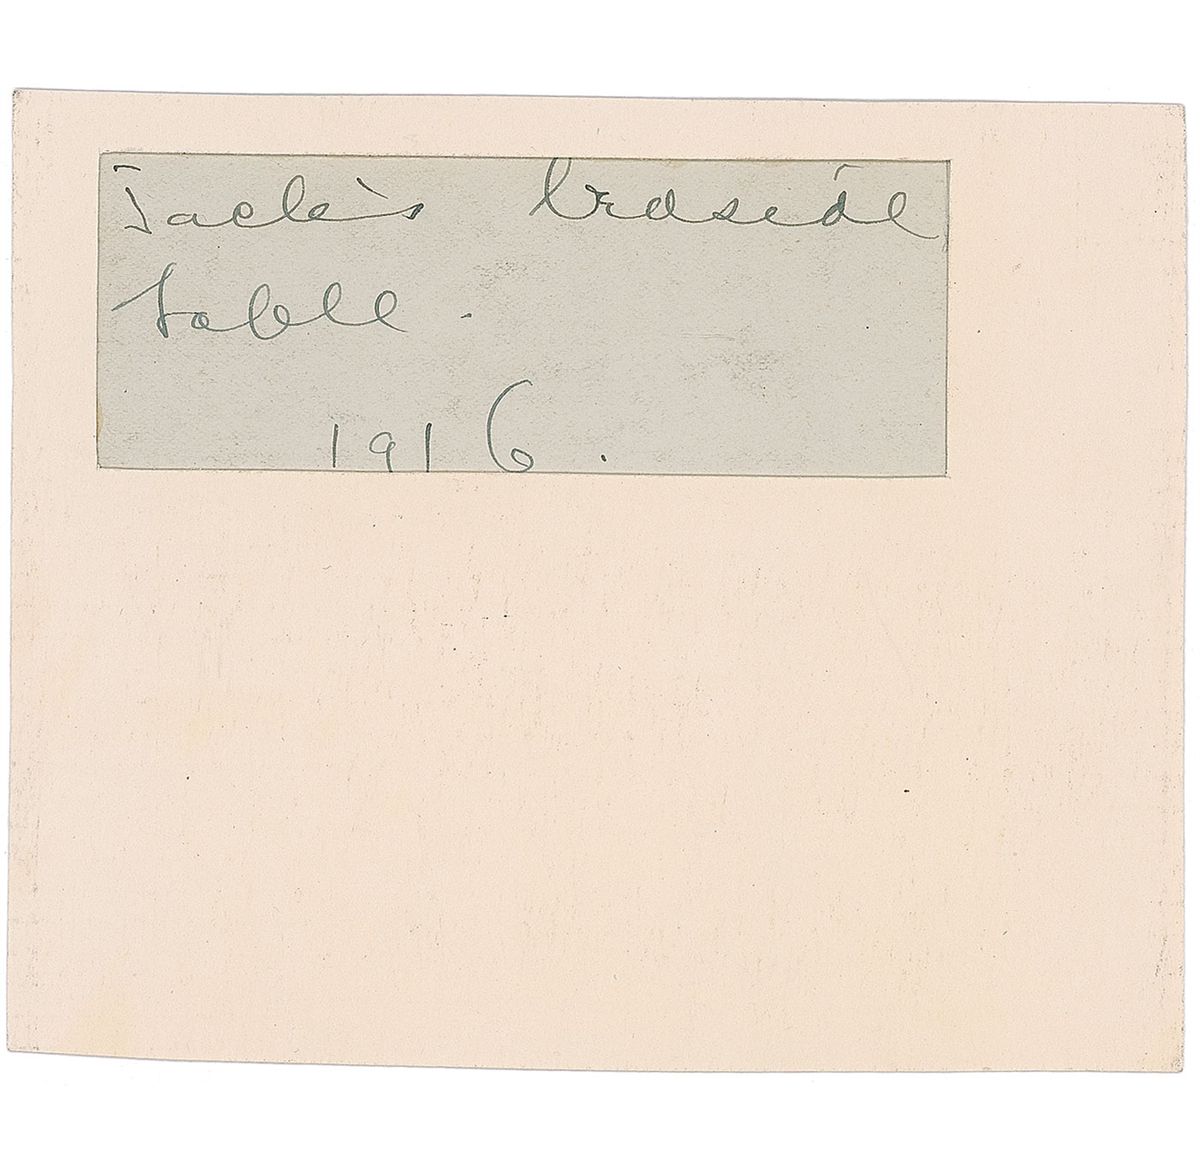 Jack's bedside
table.
1916.